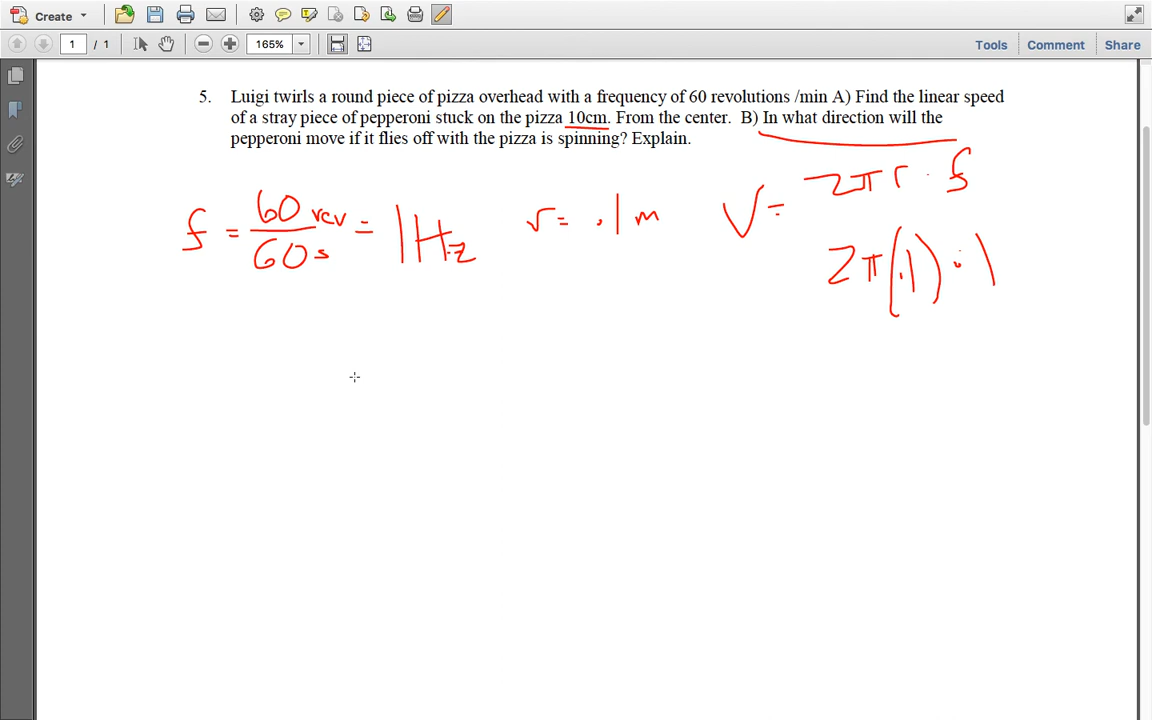 Create
1 / 1
165%
Tools Comment Share
5. Luigi twirls a round piece of pizza overhead with a frequency of 60 revolutions /min A) Find the linear speed
of a stray piece of pepperoni stuck on the pizza 10cm. From the center. B) In what direction will the
pepperoni move if it flies off with the pizza is spinning? Explain.
f = 60 rev / 60 s = 1 Hz r = .1 m V = 2πr · f
2π(.1) · 1